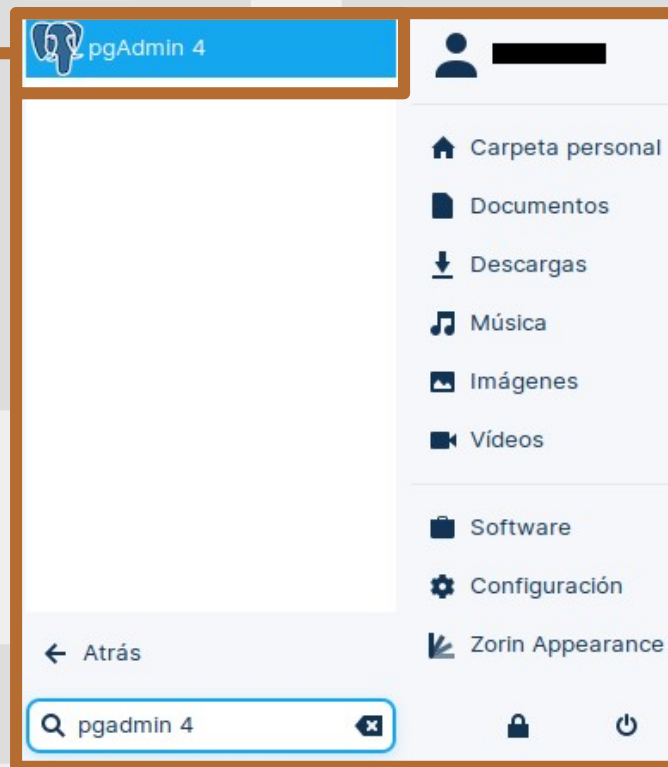 pgAdmin 4
Carpeta personal
Documentos
Descargas
Música
Imágenes
Vídeos
Software
Configuración
Zorin Appearance
Atrás
pgadmin 4